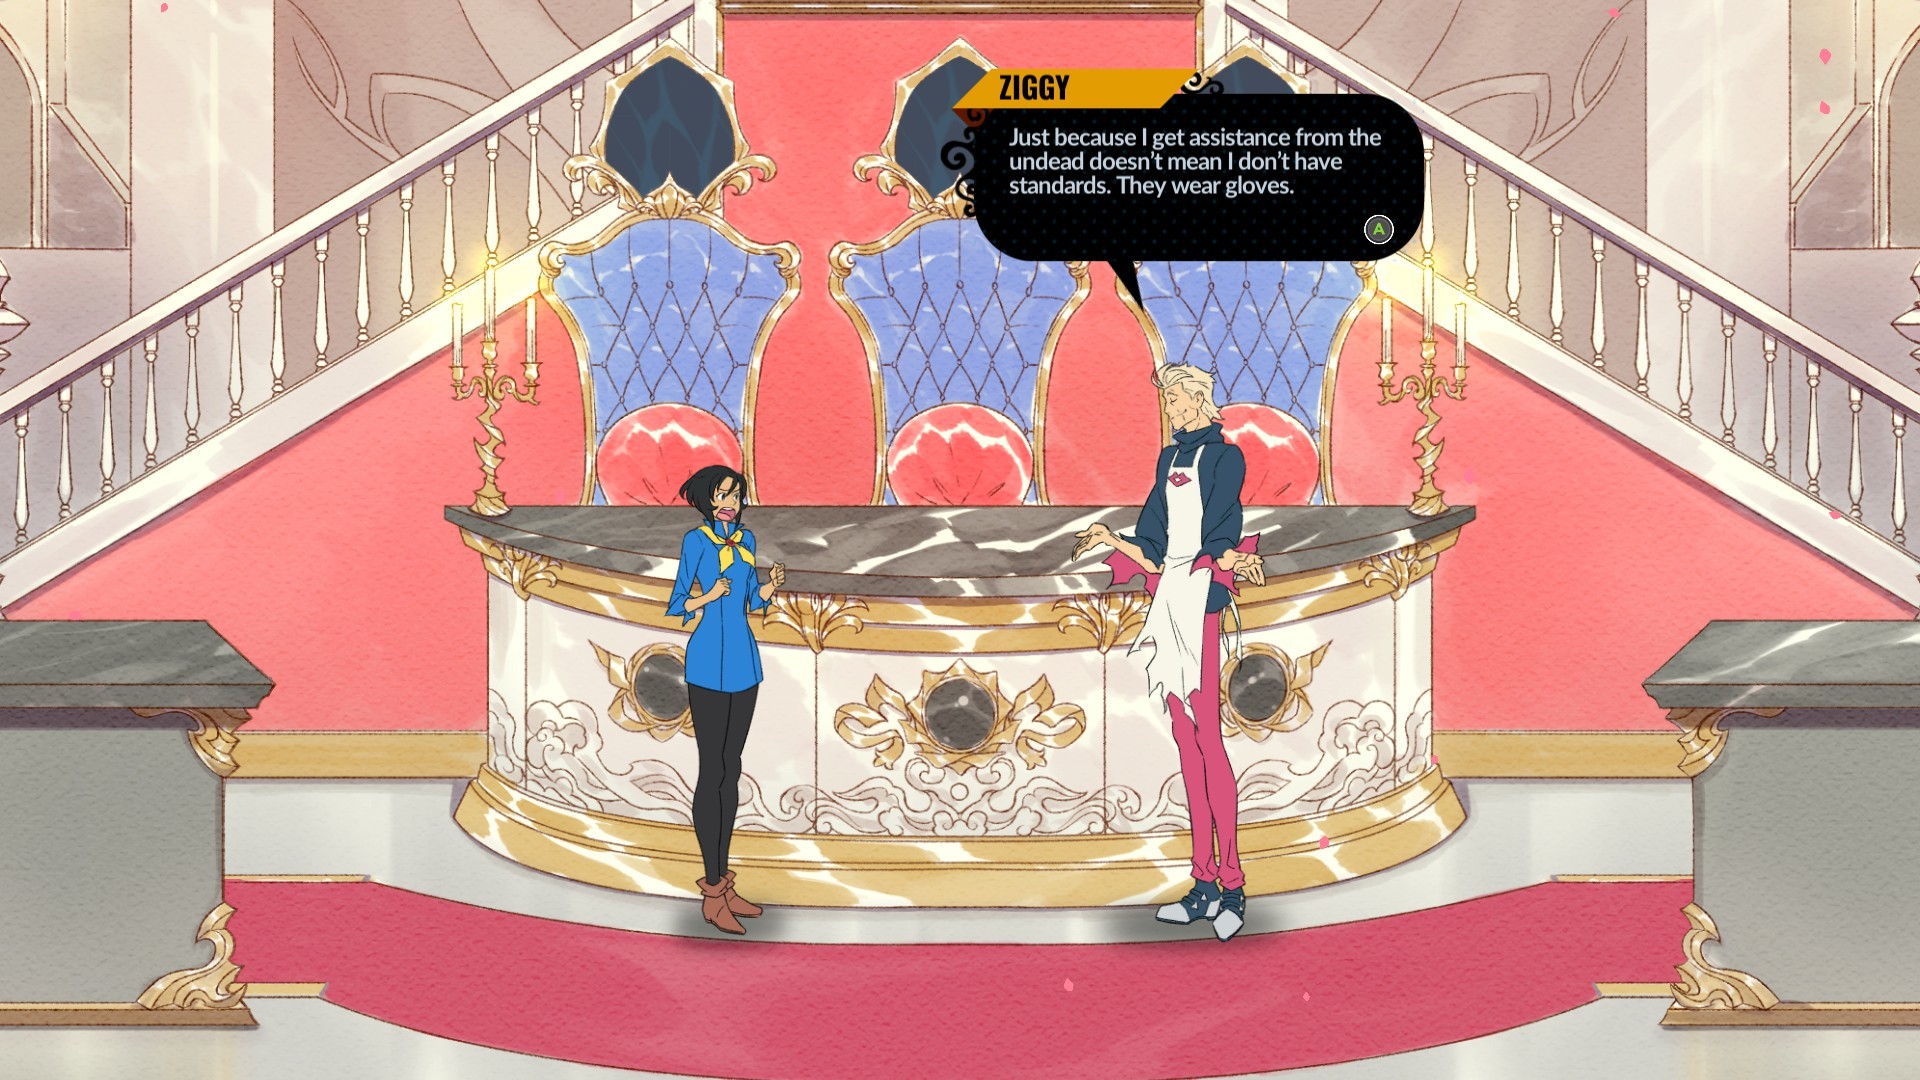 ZIGGY
Just because I get assistance from the
undead doesn’t mean I don’t have
standards. They wear gloves.
A